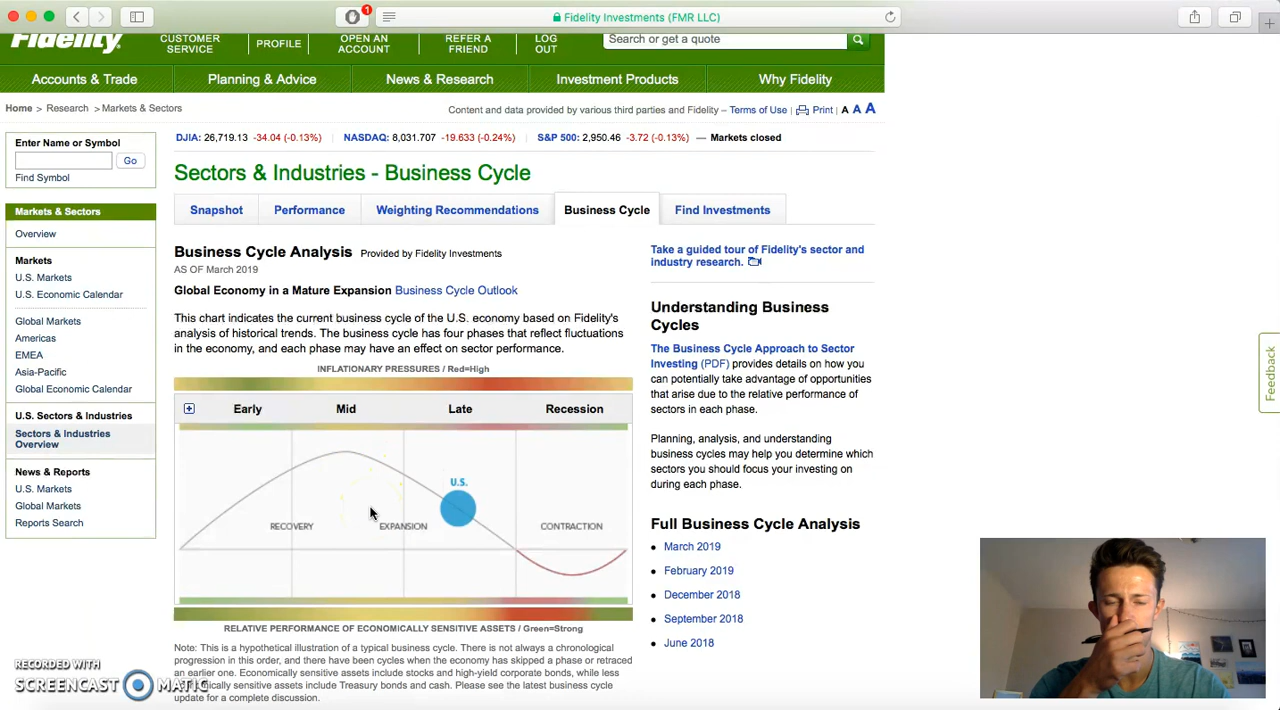 Fidelity Investments (FMR LLC)
1
Fidelity
CUSTOMER SERVICE
PROFILE
OPEN AN ACCOUNT
REFER A FRIEND
LOG OUT
Search or get a quote
Accounts & Trade
Planning & Advice
News & Research
Investment Products
Why Fidelity
Home > Research > Markets & Sectors
Content and data provided by various third parties and Fidelity – Terms of Use | Print | A A A
Enter Name or Symbol
Go
Find Symbol
DJIA: 26,719.13 -34.04 (-0.13%) NASDAQ: 8,031.707 -19.633 (-0.24%) S&P 500: 2,950.46 -3.72 (-0.13%) — Markets closed
Sectors & Industries - Business Cycle
Snapshot
Performance
Weighting Recommendations
Business Cycle
Find Investments
Markets & Sectors
Overview
Markets
U.S. Markets
U.S. Economic Calendar
Global Markets
Americas
EMEA
Asia-Pacific
Global Economic Calendar
U.S. Sectors & Industries
Sectors & Industries
Overview
News & Reports
U.S. Markets
Global Markets
Reports Search
Business Cycle Analysis Provided by Fidelity Investments
AS OF March 2019
Global Economy in a Mature Expansion Business Cycle Outlook
This chart indicates the current business cycle of the U.S. economy based on Fidelity's
analysis of historical trends. The business cycle has four phases that reflect fluctuations
in the economy, and each phase may have an effect on sector performance.
INFLATIONARY PRESSURES / Red=High
Early
Mid
Late
Recession
U.S.
RECOVERY
EXPANSION
CONTRACTION
RELATIVE PERFORMANCE OF ECONOMICALLY SENSITIVE ASSETS / Green=Strong
Note: This is a hypothetical illustration of a typical business cycle. There is not always a chronological
progression in this order, and there have been cycles when the economy has skipped a phase or retraced
an earlier one. Economically sensitive assets include stocks and high-yield corporate bonds, while less
economically sensitive assets include Treasury bonds and cash. Please see the latest business cycle
update for a complete discussion.
Take a guided tour of Fidelity's sector and
industry research.
Understanding Business
Cycles
The Business Cycle Approach to Sector
Investing (PDF) provides details on how you
can potentially take advantage of opportunities
that arise due to the relative performance of
sectors in each phase.
Planning, analysis, and understanding
business cycles may help you determine which
sectors you should focus your investing on
during each phase.
Full Business Cycle Analysis
March 2019
February 2019
December 2018
September 2018
June 2018
Feedback
RECORDED WITH
SCREENCAST MATIC